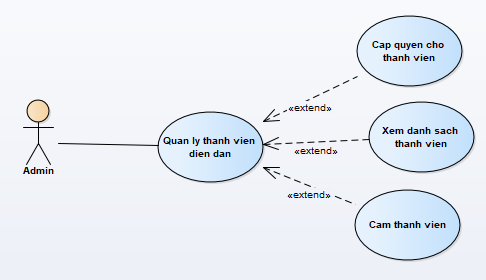 Cap quyen cho
thanh vien
«extend»
Xem danh sach
thanh vien
Quan ly thanh vien
dien dan
«extend»
Admin
«extend»
Cam thanh vien